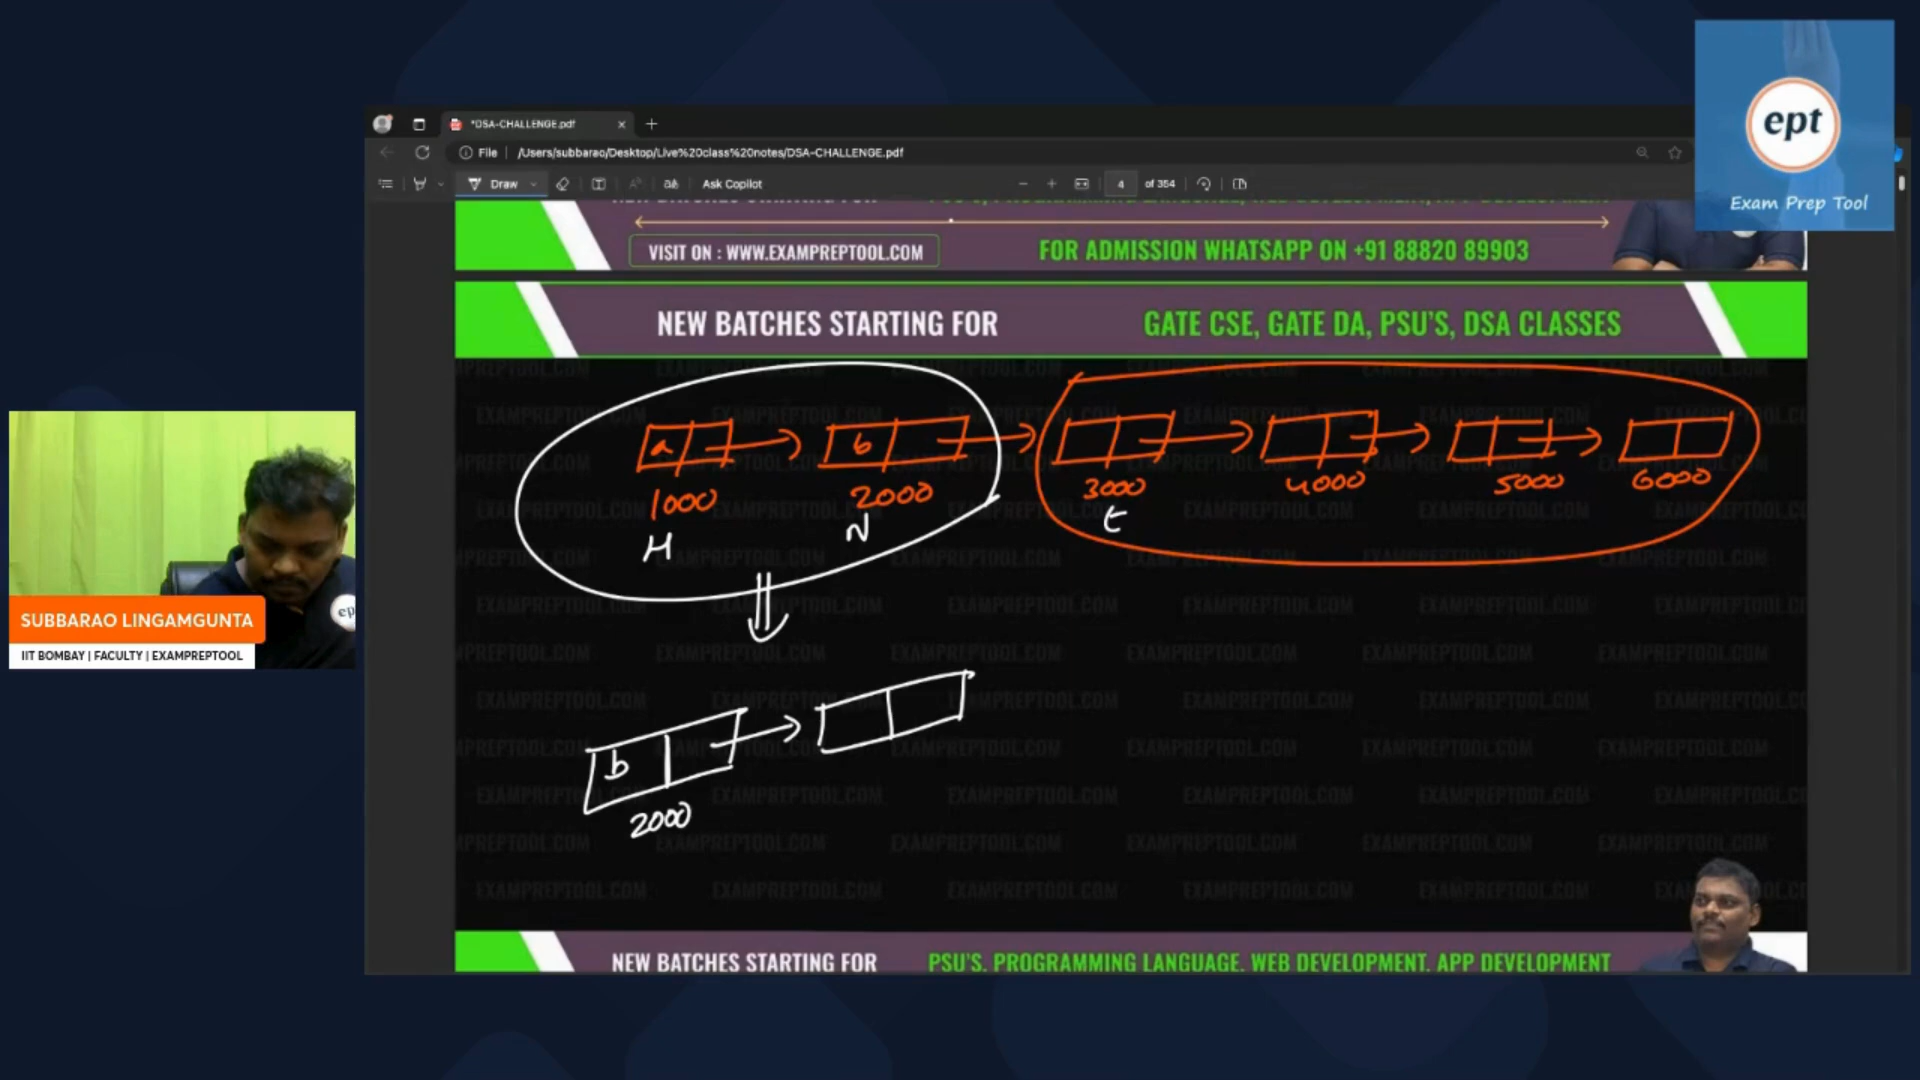 ept
Exam Prep Tool
*DSA-CHALLENGE.pdf
File
/Users/subbarao/Desktop/Live%20class%20notes/DSA-CHALLENGE.pdf
Draw
Ask Copilot
4 of 354
VISIT ON : WWW.EXAMPREPTOOL.COM
FOR ADMISSION WHATSAPP ON +91 88820 89903
NEW BATCHES STARTING FOR
GATE CSE, GATE DA, PSU'S, DSA CLASSES
a b
1000 2000 3000 4000 5000 6000
H N t
b
2000
SUBBARAO LINGAMGUNTA
IIT BOMBAY | FACULTY | EXAMPREPTOOL
NEW BATCHES STARTING FOR
PSU'S, PROGRAMMING LANGUAGE, WEB DEVELOPMENT, APP DEVELOPMENT